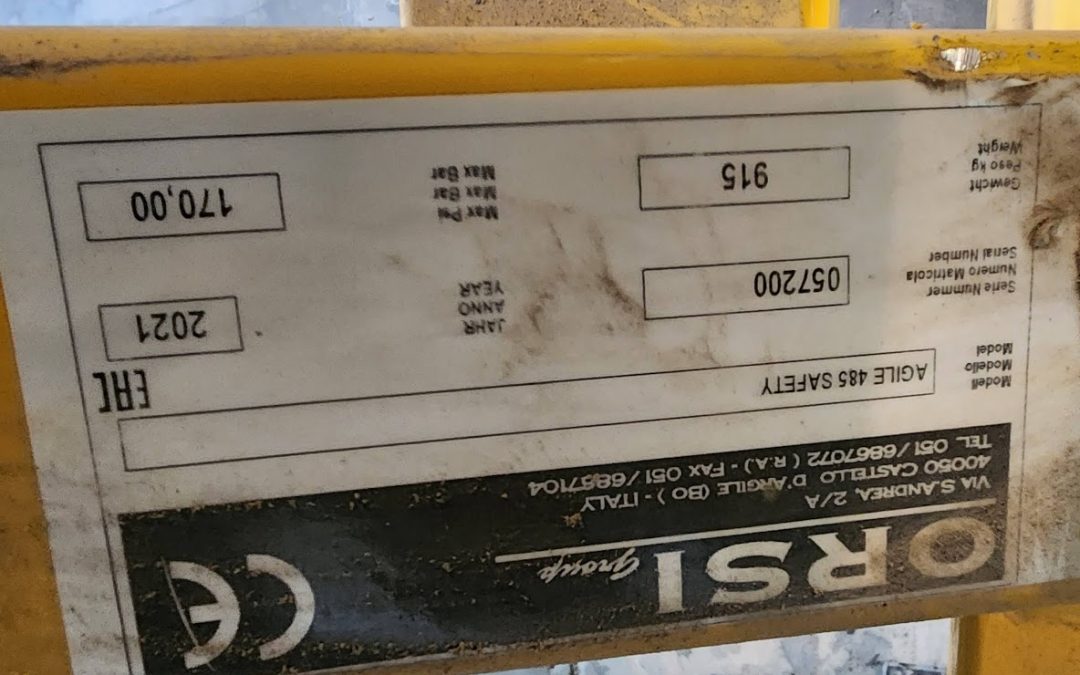 ORSI group
VIA S.ANDREA, 2/A
40050 CASTELLO D'ARGILE (BO) - ITALY
TEL. 051/6867072 (R.A.) - FAX 051/6867104
CE
Modell
Modello
Model
AGILE 485 SAFETY
EAC
Serie Nummer
Numero Matricola
Serial Number
057200
JAHR
ANNO
YEAR
2021
Gewicht
Peso kg
Weight
915
Max Psi
Max Bar
Max Bar
170,00